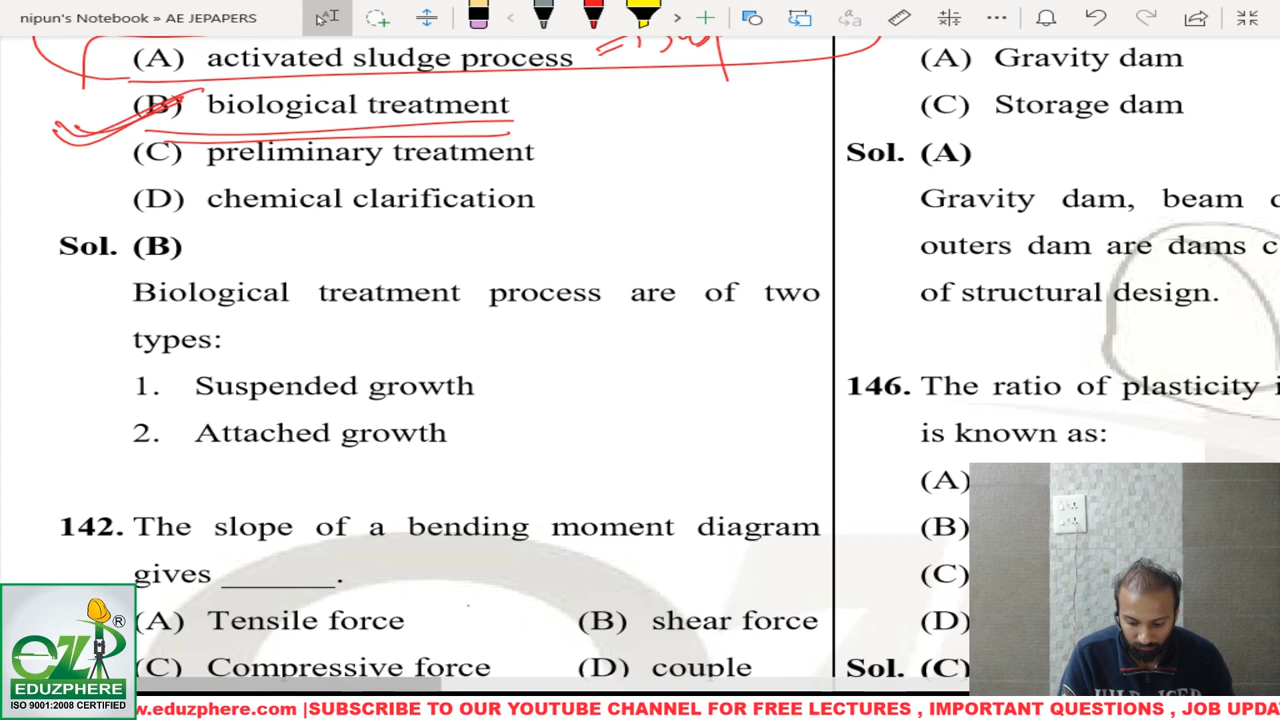 nipun's Notebook » AE JEPAPERS
(A) activated sludge process
(B) biological treatment
(C) preliminary treatment
(D) chemical clarification
Sol. (B)
Biological treatment process are of two
types:
1. Suspended growth
2. Attached growth
142. The slope of a bending moment diagram
gives _______.
(A) Tensile force (B) shear force
(C) Compressive force (D) couple
(A) Gravity dam
(C) Storage dam
Sol. (A)
Gravity dam, beam
outers dam are dams
of structural design.
146. The ratio of plasticity
is known as:
(A)
(B)
(C)
(D)
Sol. (C)
ezp ®
EDUZPHERE
ISO 9001:2008 CERTIFIED
www.eduzphere.com |SUBSCRIBE TO OUR YOUTUBE CHANNEL FOR FREE LECTURES , IMPORTANT QUESTIONS , JOB UPDA